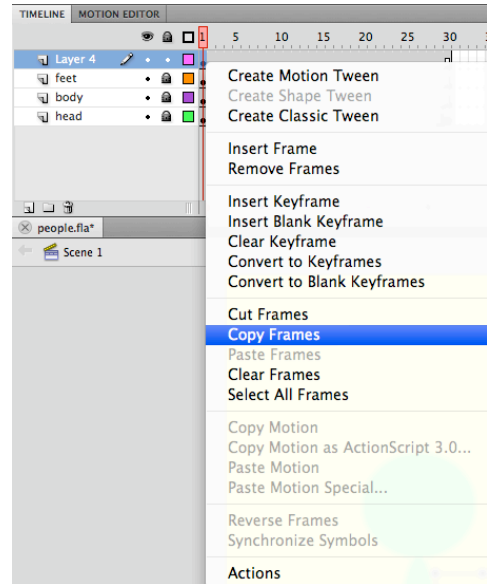 TIMELINE MOTION EDITOR
1 5 10 15 20 25 30
Layer 4
feet
body
head
people.fla*
Scene 1
Create Motion Tween
Create Shape Tween
Create Classic Tween
Insert Frame
Remove Frames
Insert Keyframe
Insert Blank Keyframe
Clear Keyframe
Convert to Keyframes
Convert to Blank Keyframes
Cut Frames
Copy Frames
Paste Frames
Clear Frames
Select All Frames
Copy Motion
Copy Motion as ActionScript 3.0...
Paste Motion
Paste Motion Special...
Reverse Frames
Synchronize Symbols
Actions